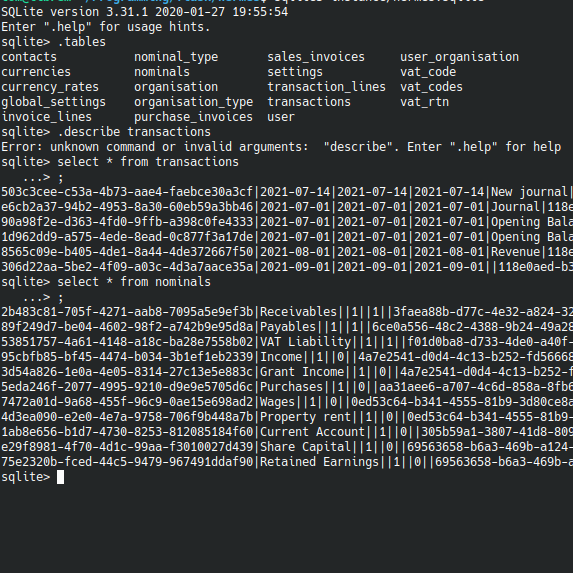 SQLite version 3.31.1 2020-01-27 19:55:54
Enter ".help" for usage hints.
sqlite> .tables
contacts nominal_type sales_invoices user_organisation
currencies nominals settings vat_code
currency_rates organisation transaction_lines vat_codes
global_settings organisation_type transactions vat_rtn
invoice_lines purchase_invoices user
sqlite> .describe transactions
Error: unknown command or invalid arguments: "describe". Enter ".help" for help
sqlite> select * from transactions
...> ;
503c3cee-c53a-4b73-aae4-faebce30a3cf|2021-07-14|2021-07-14|2021-07-14|New journal|
e6cb2a37-94b2-4953-8a30-60eb59a3bb46|2021-07-01|2021-07-01|2021-07-01|Journal|118e
90a98f2e-d363-4fd0-9ffb-a398c0fe4333|2021-07-01|2021-07-01|2021-07-01|Opening Bala
1d962dd9-a575-4ede-8ead-0c877f3a17de|2021-07-01|2021-07-01|2021-07-01|Opening Bala
8565c09e-b405-4de1-8a44-4de372667f50|2021-08-01|2021-08-01|2021-08-01|Revenue|118e
306d22aa-5be2-4f09-a03c-4d3a7aace35a|2021-09-01|2021-09-01|2021-09-01||118e0aed-b3
sqlite> select * from nominals
...> ;
2b483c81-705f-4271-aab8-7095a5e9ef3b|Receivables||1|1||3faea88b-d77c-4e32-a824-32
89f249d7-be04-4602-98f2-a742b9e95d8a|Payables||1|1||6ce0a556-48c2-4388-9b24-49a28
53851757-4a61-4148-a18c-ba28e7558b02|VAT Liability||1|1||f01d0ba8-d733-4de0-a40f-
95cbfb85-bf45-4474-b034-3b1ef1eb2339|Income||1|0||4a7e2541-d0d4-4c13-b252-fd56668
3d54a826-1e0a-4e05-8314-27c13e5e883c|Grant Income||1|0||4a7e2541-d0d4-4c13-b252-f
5eda246f-2077-4995-9210-d9e9e5705d6c|Purchases||1|0||aa31aee6-a707-4c6d-858a-8fb6
7472a01d-9a68-455f-96c9-0ae15e698ad2|Wages||1|0||0ed53c64-b341-4555-81b9-3d80ce8a
4d3ea090-e2e0-4e7a-9758-706f9b448a7b|Property rent||1|0||0ed53c64-b341-4555-81b9-
1ab8e656-b1d7-4730-8253-812085184f60|Current Account||1|0||305b59a1-3807-41d8-809
e29f8981-4f70-4d1c-99aa-f3010027d439|Share Capital||1|0||69563658-b6a3-469b-a124-
75e2320b-fced-44c5-9479-967491ddaf90|Retained Earnings||1|0||69563658-b6a3-469b-a
sqlite>